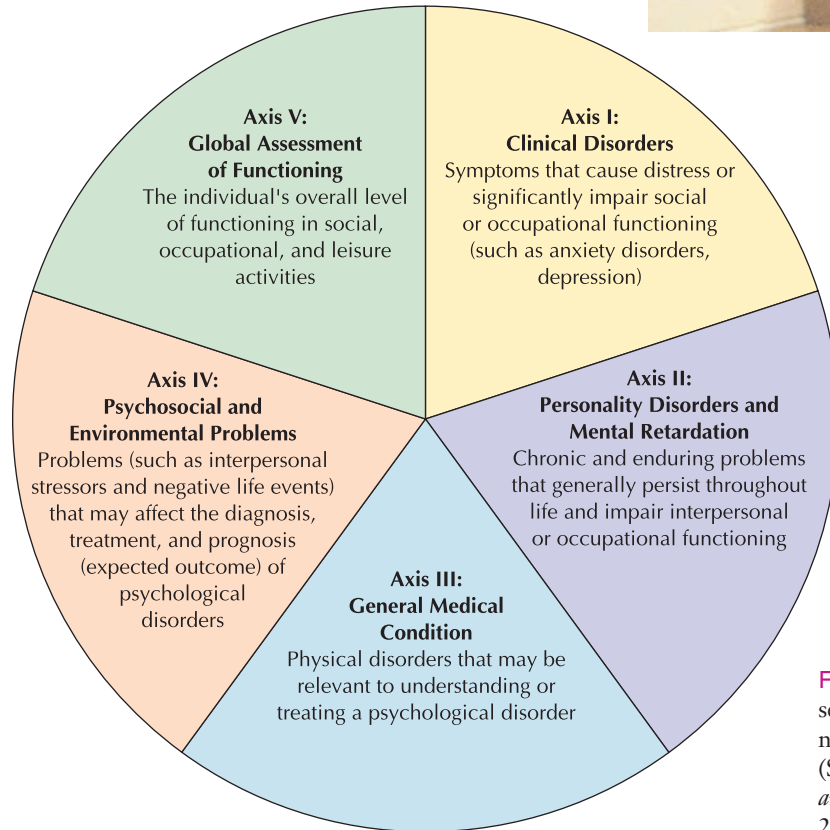 Axis V:
Global Assessment
of Functioning
The individual's overall level
of functioning in social,
occupational, and leisure
activities
Axis I:
Clinical Disorders
Symptoms that cause distress or
significantly impair social
or occupational functioning
(such as anxiety disorders,
depression)
Axis IV:
Psychosocial and
Environmental Problems
Problems (such as interpersonal
stressors and negative life events)
that may affect the diagnosis,
treatment, and prognosis
(expected outcome) of
psychological
disorders
Axis II:
Personality Disorders and
Mental Retardation
Chronic and enduring problems
that generally persist throughout
life and impair interpersonal
or occupational functioning
Axis III:
General Medical
Condition
Physical disorders that may be
relevant to understanding or
treating a psychological disorder